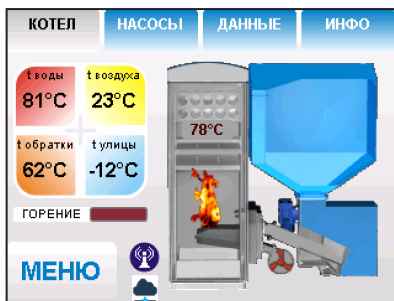 КОТЕЛ НАСОСЫ ДАННЫЕ ИНФО
t воды t воздуха
81°C 23°C
78°C
t обратки t улицы
62°C -12°C
ГОРЕНИЕ
МЕНЮ